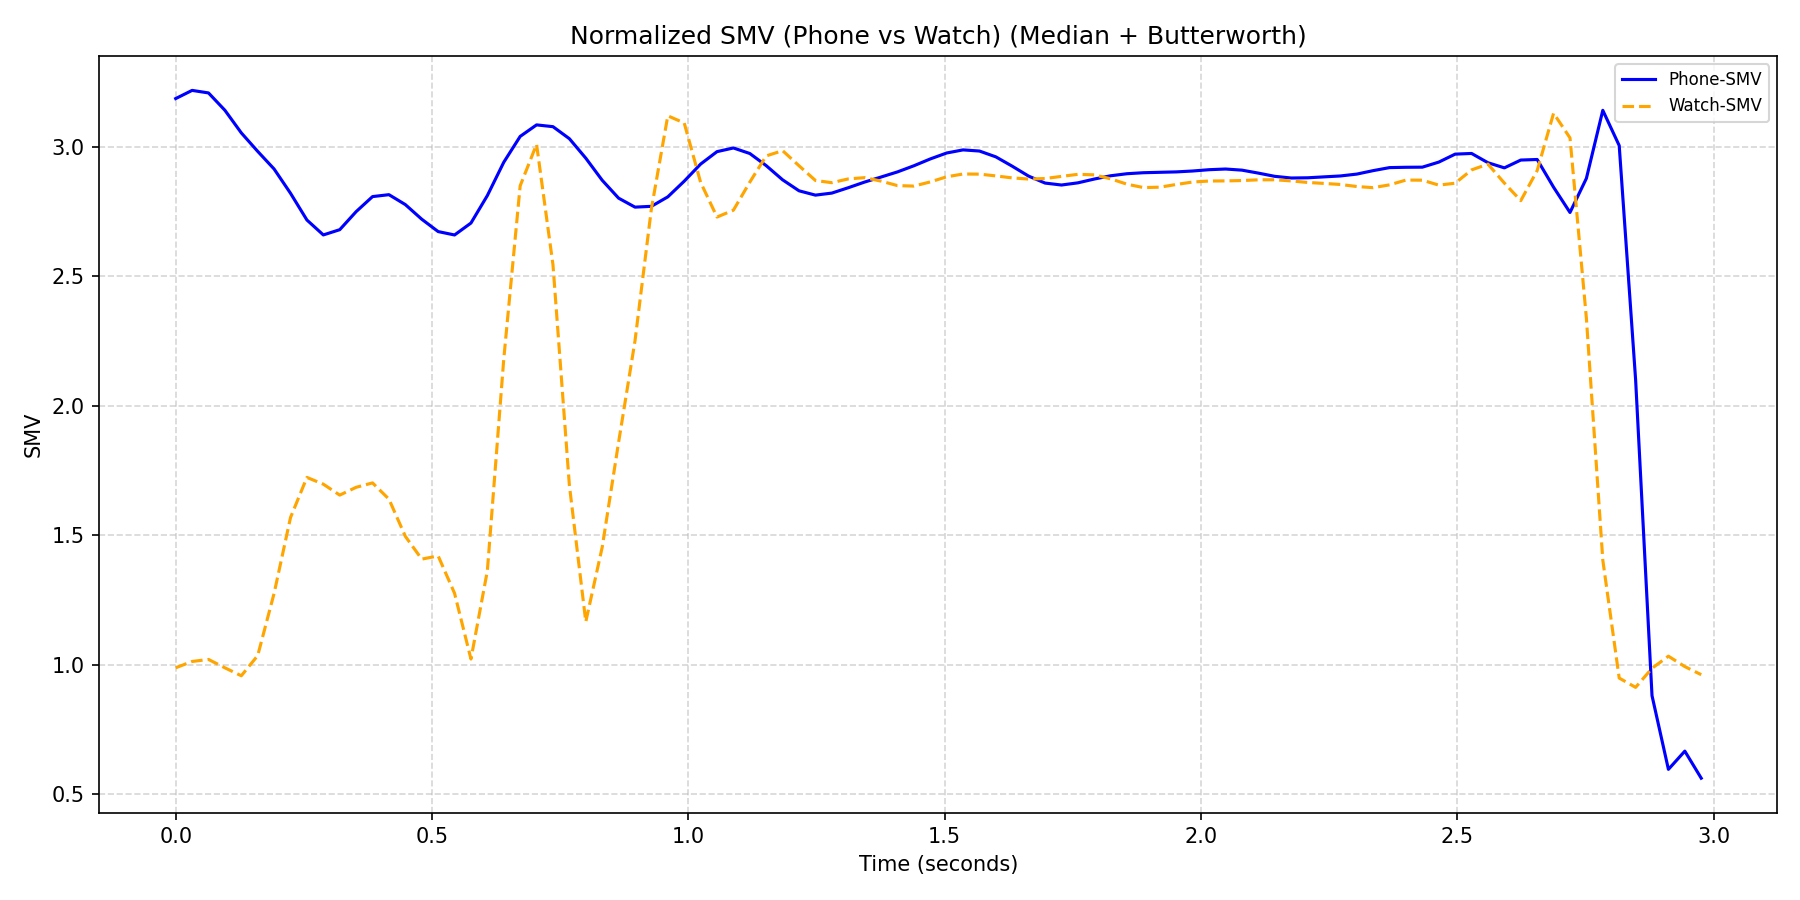 Normalized SMV (Phone vs Watch) (Median + Butterworth)
Phone-SMV
Watch-SMV
3.0
2.5
2.0
1.5
1.0
0.5
SMV
0.0 0.5 1.0 1.5 2.0 2.5 3.0
Time (seconds)